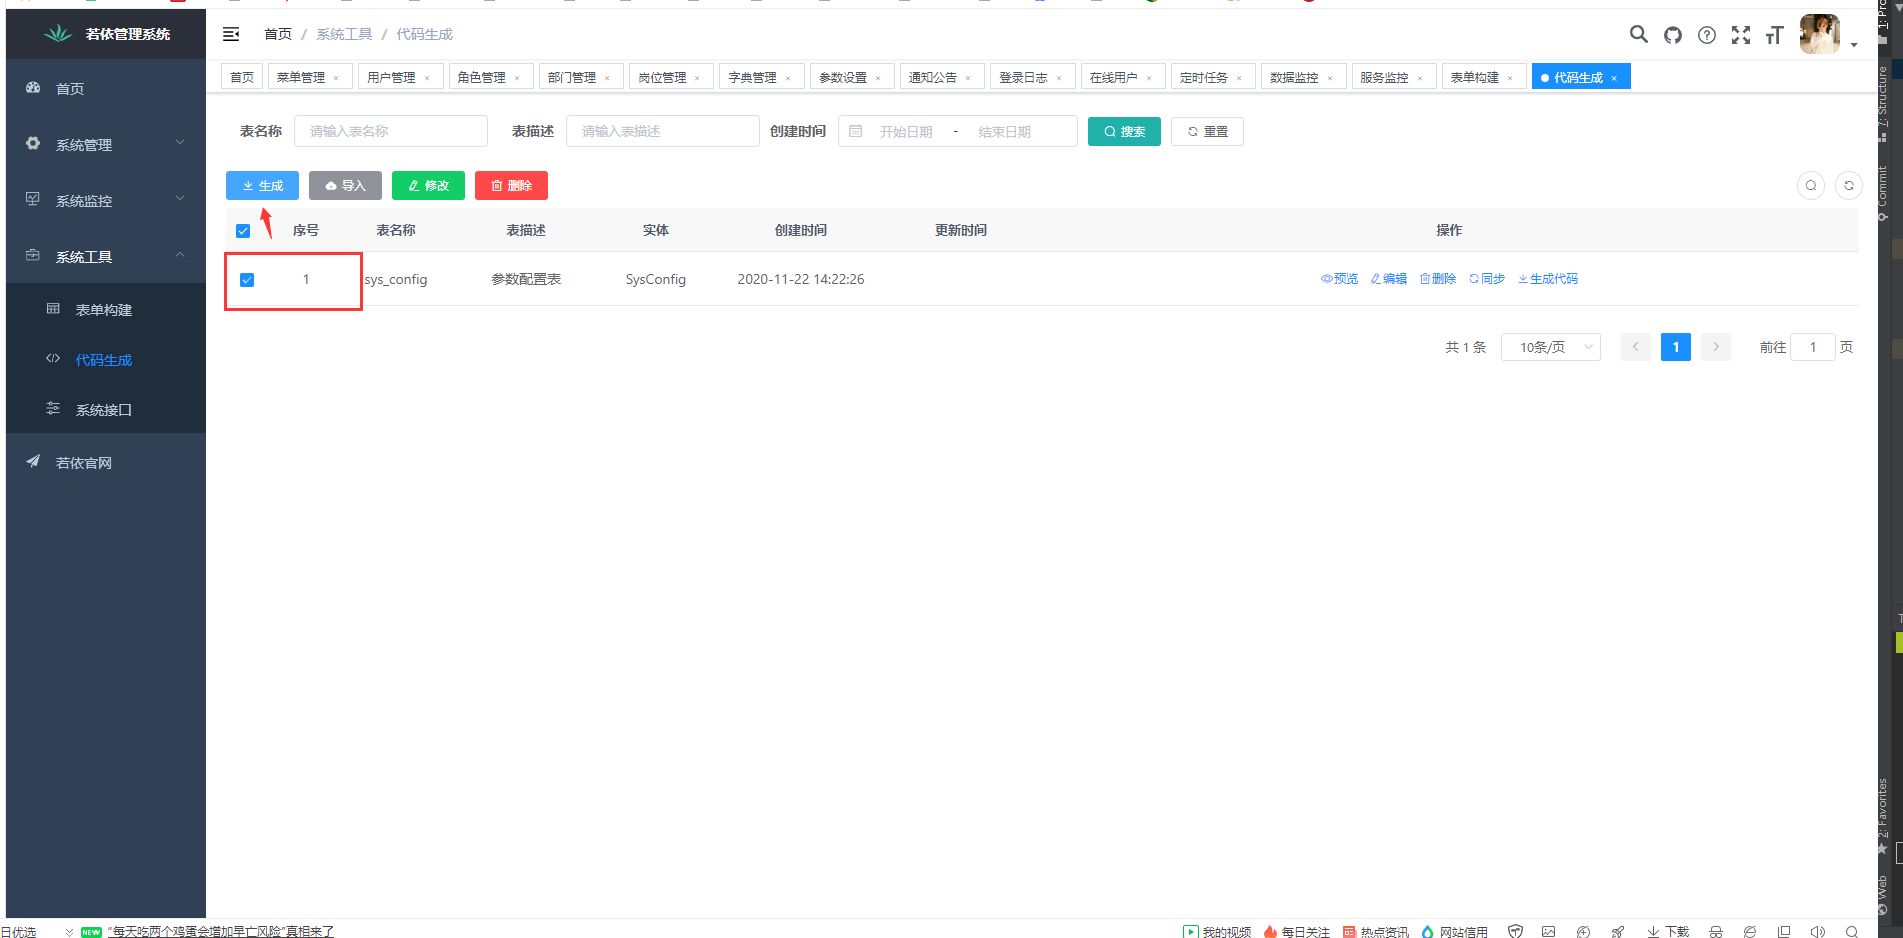 若依管理系统
首页 / 系统工具 / 代码生成
首页 菜单管理 × 用户管理 × 角色管理 × 部门管理 × 岗位管理 × 字典管理 × 参数设置 × 通知公告 × 登录日志 × 在线用户 × 定时任务 × 数据监控 × 服务监控 × 表单构建 × 代码生成 ×
首页
系统管理
系统监控
系统工具
表单构建
代码生成
系统接口
若依官网
表名称 请输入表名称 表描述 请输入表描述 创建时间 开始日期 - 结束日期 搜索 重置
生成 导入 修改 删除
序号 表名称 表描述 实体 创建时间 更新时间 操作
1 sys_config 参数配置表 SysConfig 2020-11-22 14:22:26 预览 编辑 删除 同步 生成代码
共 1 条 10条/页 1 前往 1 页
1: Pro
7: Structure
Commit
2: Favorites
Web
日优选 NEW “每天吃两个鸡蛋会增加早亡风险”真相来了 我的视频 每日关注 热点资讯 网站信用 下载